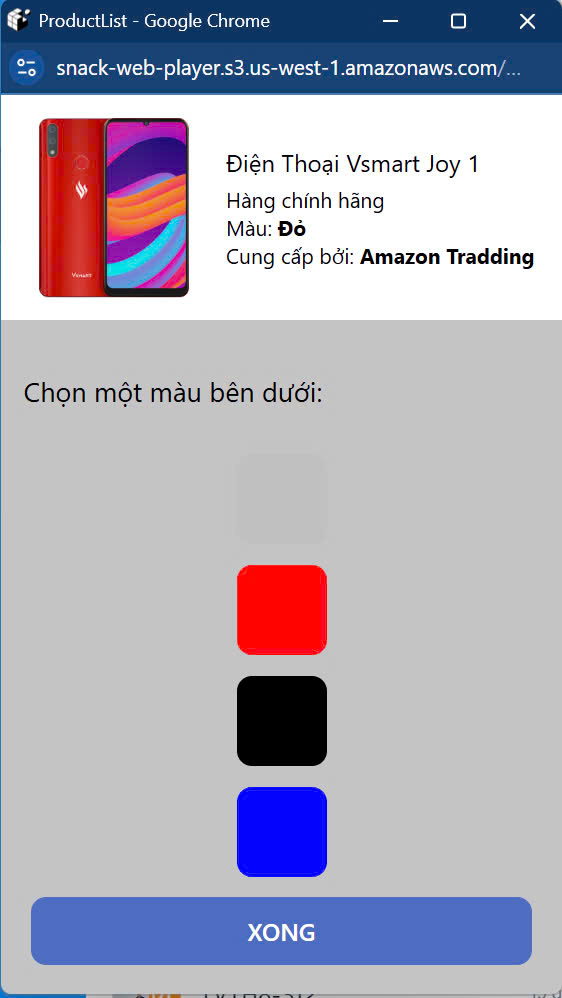 ProductList - Google Chrome
snack-web-player.s3.us-west-1.amazonaws.com/...
Điện Thoại Vsmart Joy 1
Hàng chính hãng
Màu: Đỏ
Cung cấp bởi: Amazon Tradding
Vsmart
Chọn một màu bên dưới:
XONG